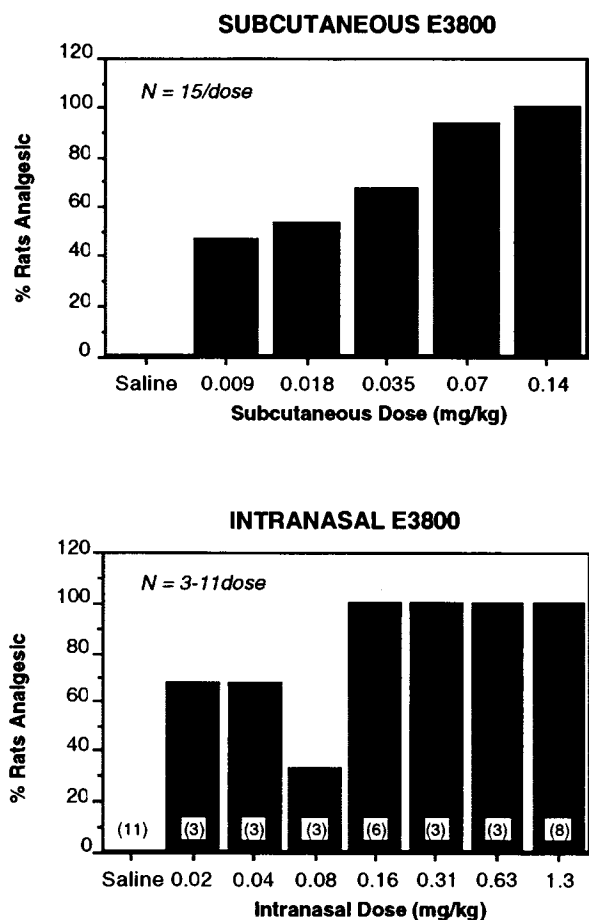 SUBCUTANEOUS E3800
120
100
80
60
40
20
0
% Rats Analgesic
N = 15/dose
Saline 0.009 0.018 0.035 0.07 0.14
Subcutaneous Dose (mg/kg)
INTRANASAL E3800
120
100
80
60
40
20
0
% Rats Analgesic
N = 3-11dose
(11) (3) (3) (3) (6) (3) (3) (8)
Saline 0.02 0.04 0.08 0.16 0.31 0.63 1.3
Intranasal Dose (mg/kg)